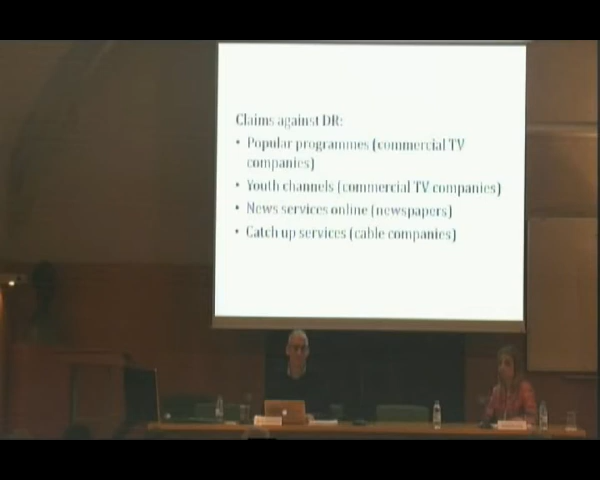 Claims against DR:
• Popular programmes (commercial TV
companies)
• Youth channels (commercial TV companies)
• News services online (newspapers)
• Catch up services (cable companies)